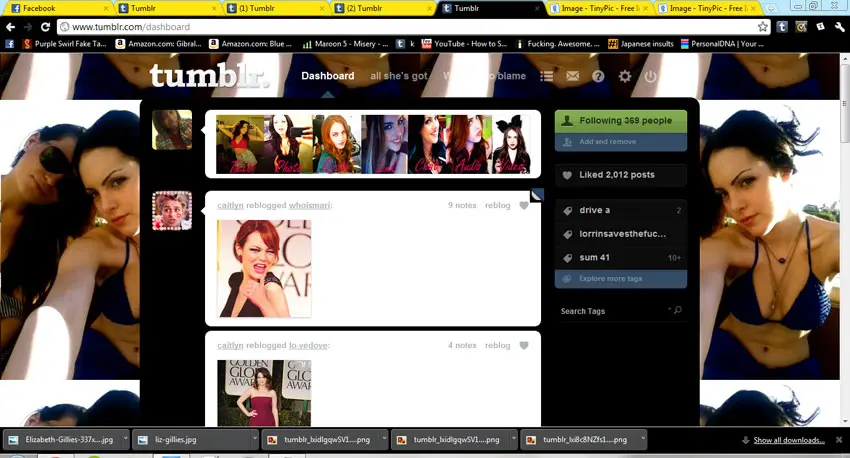 Facebook
Tumblr
(1) Tumblr
(2) Tumblr
Tumblr
Image - TinyPic - Free I
Image - TinyPic - Free I
www.tumblr.com/dashboard
Purple Swirl Fake Ta...
Amazon.com: Gibral...
Amazon.com: Blue ...
Maroon 5 - Misery - ...
k
YouTube - How to S...
Fucking. Awesome. ...
Japanese insults
PersonalDNA | Your ...
tumblr.
Dashboard
all she's got
blame
Following 369 people
Add and remove
Liked 2,012 posts
drive a 2
lorrinsavesthefuc...
sum 41 10+
Explore more tags
Search Tags
caitlyn reblogged whoismari: 9 notes reblog
GOLDEN
caitlyn reblogged lo-vedove: 4 notes reblog
GOLDEN
GLOBE
AWARD
Elizabeth-Gillies-337x....jpg
liz-gillies.jpg
tumblr_lxidlgqwSV1....png
tumblr_lxidlgqwSV1....png
tumblr_lxi8c8NZfs1....png
Show all downloads...